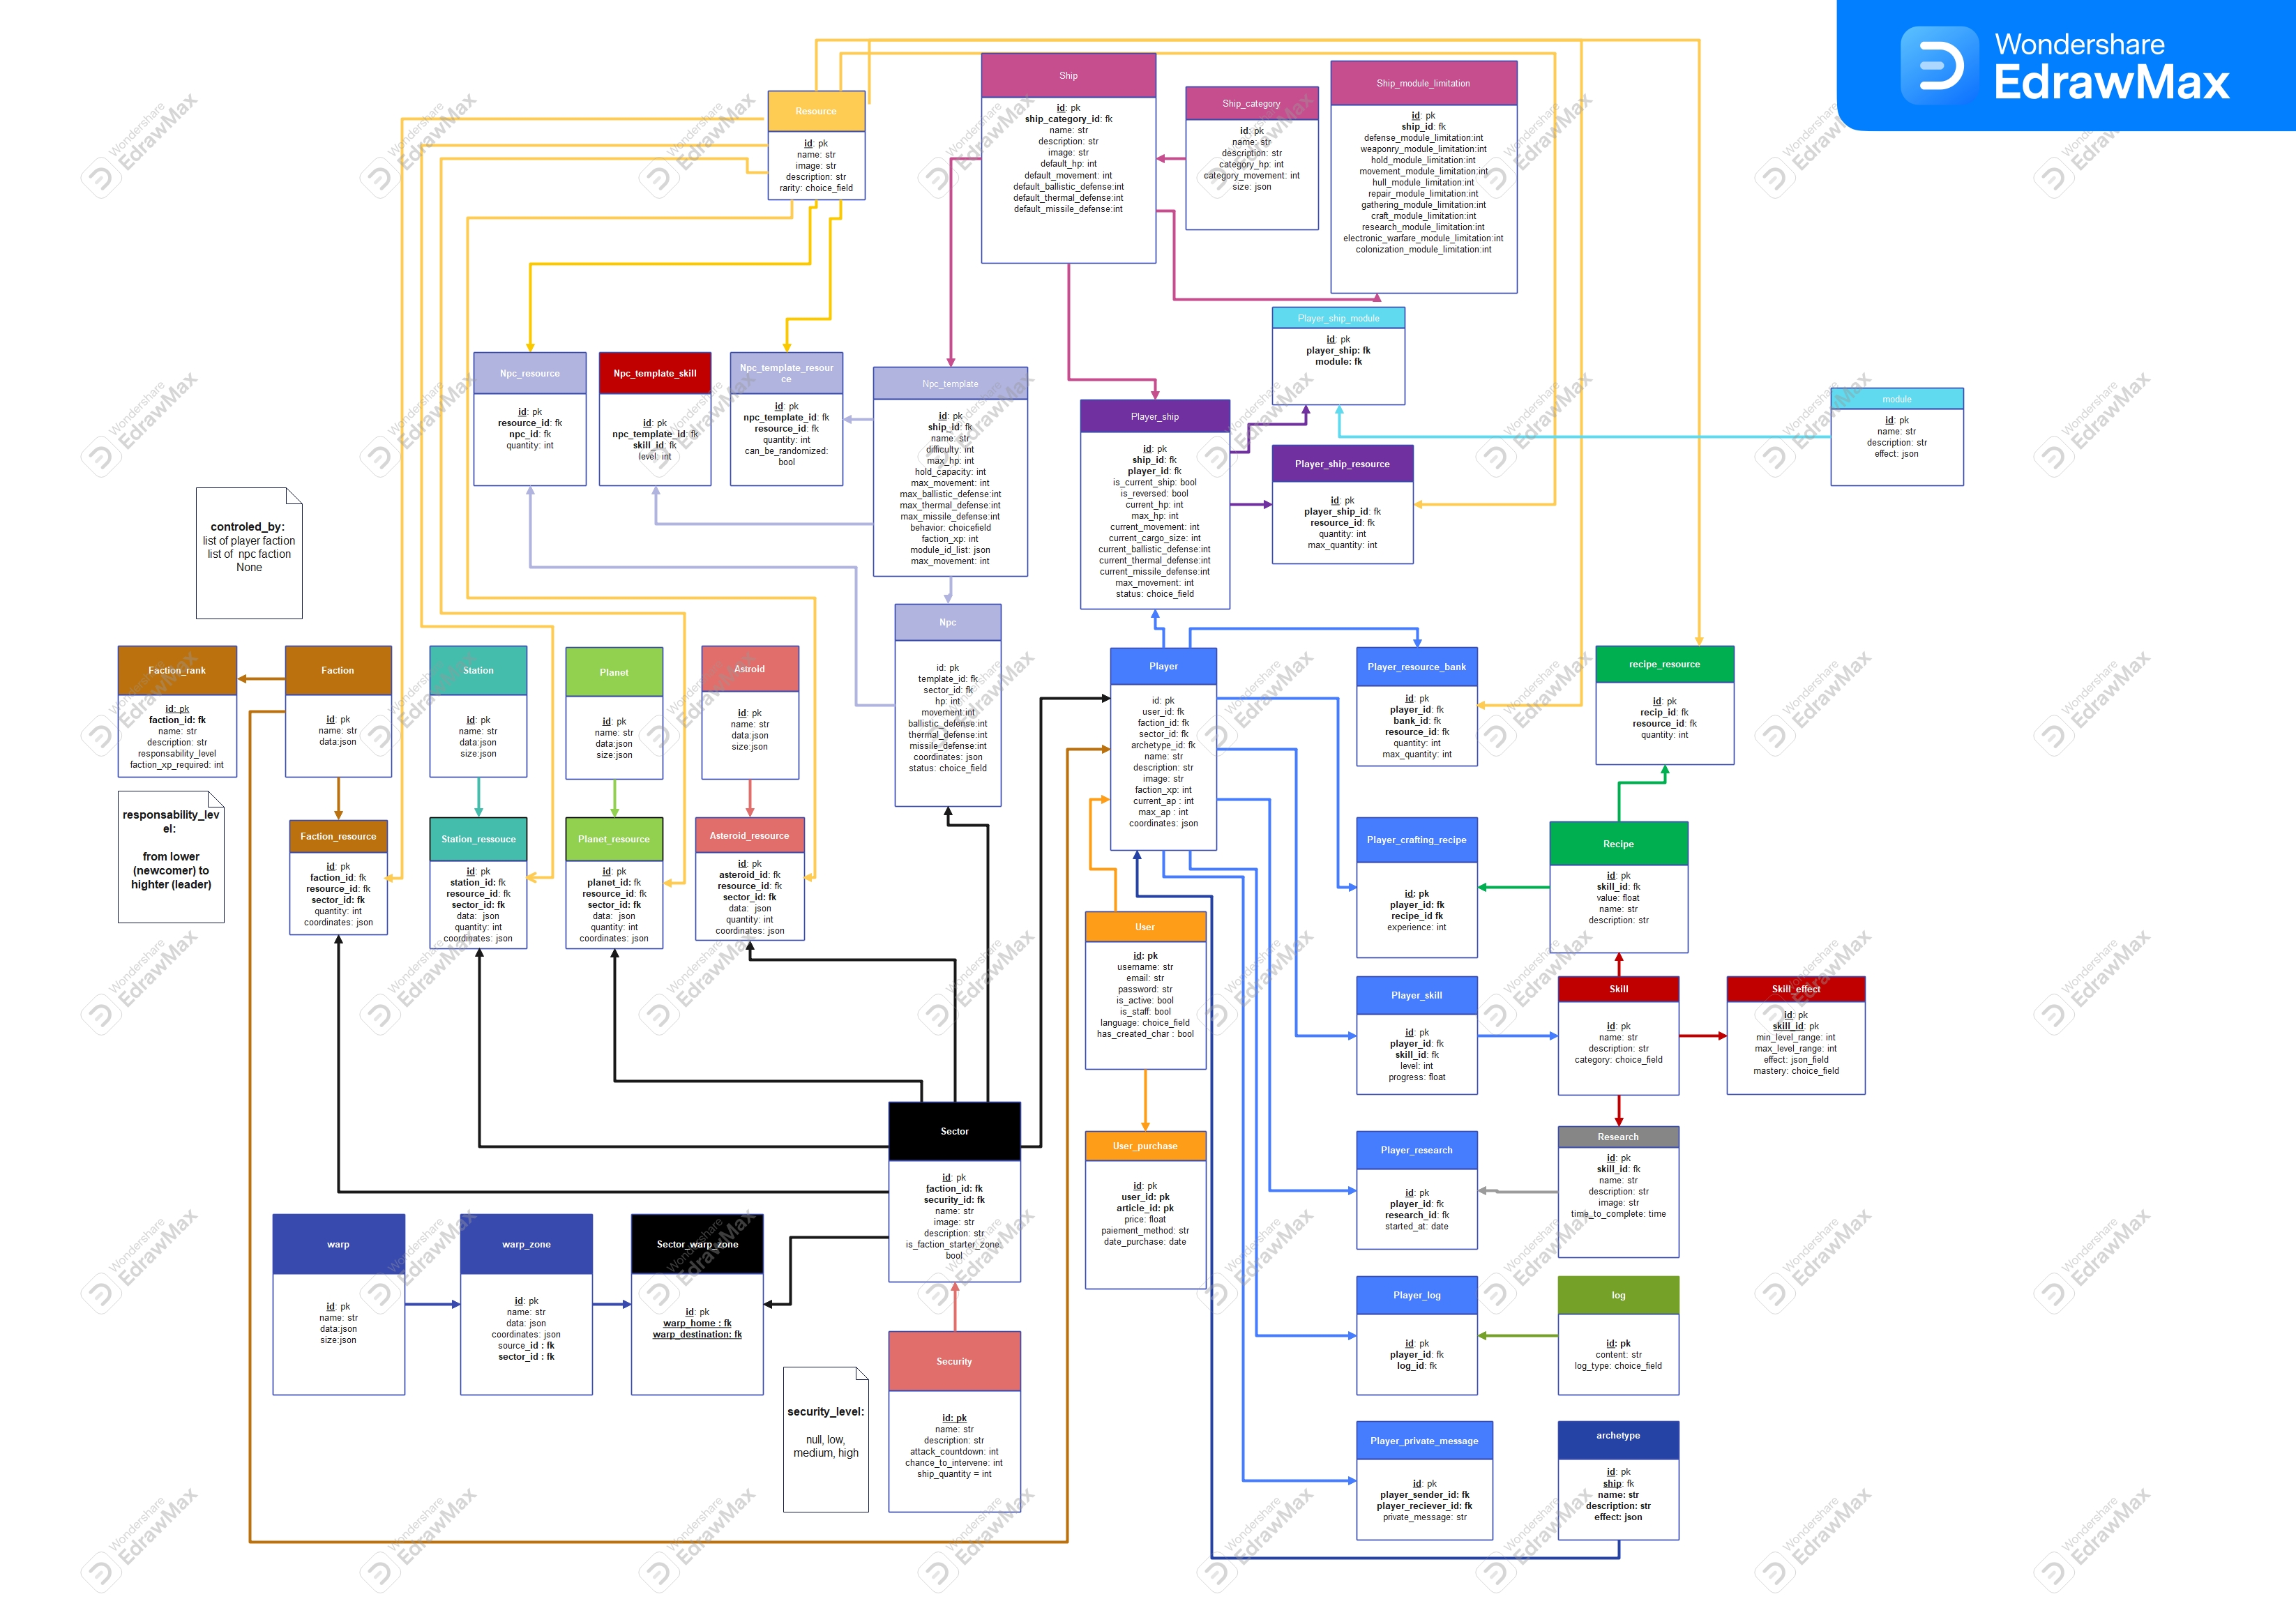 Wondershare
EdrawMax
Resource
id: pk
name: str
image: str
description: str
rarity: choice_field
Ship
id: pk
ship_category_id: fk
name: str
description: str
image: str
default_hp: int
default_movement: int
default_ballistic_defense:int
default_thermal_defense:int
default_missile_defense:int
Ship_category
id: pk
name: str
description: str
category_hp: int
category_movement: int
size: json
Ship_module_limitation
id: pk
ship_id: fk
defense_module_limitation:int
weaponry_module_limitation:int
hold_module_limitation:int
movement_module_limitation:int
hull_module_limitation:int
repair_module_limitation:int
gathering_module_limitation:int
craft_module_limitation:int
research_module_limitation:int
electronic_warfare_module_limitation:int
colonization_module_limitation:int
Player_ship_module
id: pk
player_ship: fk
module: fk
module
id: pk
name: str
description: str
effect: json
Npc_resource
id: pk
resource_id: fk
npc_id: fk
quantity: int
Npc_template_skill
id: pk
npc_template_id: fk
skill_id: fk
level: int
Npc_template_resour
ce
id: pk
npc_template_id: fk
resource_id: fk
quantity: int
can_be_randomized:
bool
Npc_template
id: pk
ship_id: fk
name: str
difficulty: int
max_hp: int
hold_capacity: int
max_movement: int
max_ballistic_defense:int
max_thermal_defense:int
max_missile_defense:int
behavior: choicefield
faction_xp: int
module_id_list: json
max_movement: int
Player_ship
id: pk
ship_id: fk
player_id: fk
is_current_ship: bool
is_reversed: bool
current_hp: int
max_hp: int
current_movement: int
current_cargo_size: int
current_ballistic_defense:int
current_thermal_defense:int
current_missile_defense:int
max_movement: int
status: choice_field
Player_ship_resource
id: pk
player_ship_id: fk
resource_id: fk
quantity: int
max_quantity: int
controled_by:
list of player faction
list of npc faction
None
Npc
id: pk
template_id: fk
sector_id: fk
hp: int
movement:int
ballistic_defense:int
thermal_defense:int
missile_defense:int
coordinates: json
status: choice_field
Faction_rank
id: pk
faction_id: fk
name: str
description: str
responsability_level
faction_xp_required: int
Faction
id: pk
name: str
data:json
Station
id: pk
name: str
data:json
size:json
Planet
id: pk
name: str
data:json
size:json
Astroid
id: pk
name: str
data:json
size:json
Player
id: pk
user_id: fk
faction_id: fk
sector_id: fk
archetype_id: fk
name: str
description: str
image: str
faction_xp: int
current_ap : int
max_ap : int
coordinates: json
Player_resource_bank
id: pk
player_id: fk
bank_id: fk
resource_id: fk
quantity: int
max_quantity: int
recipe_resource
id: pk
recip_id: fk
resource_id: fk
quantity: int
responsability_lev
el:
from lower
(newcomer) to
highter (leader)
Faction_resource
id: pk
faction_id: fk
resource_id: fk
sector_id: fk
quantity: int
coordinates: json
Station_ressouce
id: pk
station_id: fk
resource_id: fk
sector_id: fk
data: json
quantity: int
coordinates: json
Planet_resource
id: pk
planet_id: fk
resource_id: fk
sector_id: fk
data: json
quantity: int
coordinates: json
Asteroid_resource
id: pk
asteroid_id: fk
resource_id: fk
sector_id: fk
data: json
quantity: int
coordinates: json
Player_crafting_recipe
id: pk
player_id: fk
recipe_id fk
experience: int
Recipe
id: pk
skill_id: fk
value: float
name: str
description: str
User
id: pk
username: str
email: str
password: str
is_active: bool
is_staff: bool
language: choice_field
has_created_char : bool
Player_skill
id: pk
player_id: fk
skill_id: fk
level: int
progress: float
Skill
id: pk
name: str
description: str
category: choice_field
Skill_effect
id: pk
skill_id: pk
min_level_range: int
max_level_range: int
effect: json_field
mastery: choice_field
Sector
id: pk
faction_id: fk
security_id: fk
name: str
image: str
description: str
is_faction_starter_zone:
bool
User_purchase
id: pk
user_id: pk
article_id: pk
price: float
paiement_method: str
date_purchase: date
Player_research
id: pk
player_id: fk
research_id: fk
started_at: date
Research
id: pk
skill_id: fk
name: str
description: str
image: str
time_to_complete: time
warp
id: pk
name: str
data:json
size:json
warp_zone
id: pk
name: str
data: json
coordinates: json
source_id : fk
sector_id : fk
Sector_warp_zone
id: pk
warp_home : fk
warp_destination: fk
Player_log
id: pk
player_id: fk
log_id: fk
log
id: pk
content: str
log_type: choice_field
security_level:
null, low,
medium, high
Security
id: pk
name: str
description: str
attack_countdown: int
chance_to_intervene: int
ship_quantity = int
Player_private_message
id: pk
player_sender_id: fk
player_reciever_id: fk
private_message: str
archetype
id: pk
ship: fk
name: str
description: str
effect: json